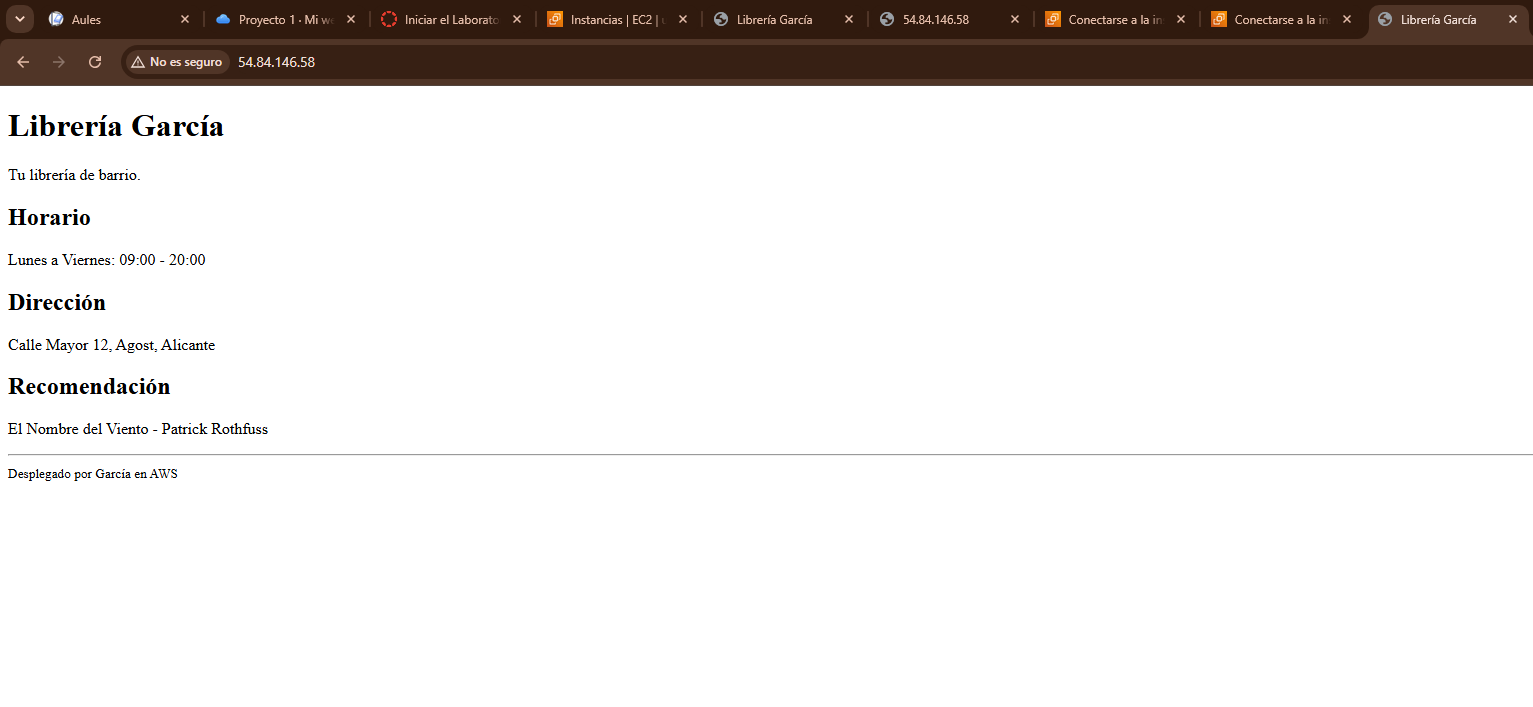 Aules
Proyecto 1 · Mi we
Iniciar el Laborato
Instancias | EC2 | u
Librería García
54.84.146.58
Conectarse a la in
Conectarse a la in
Librería García
No es seguro 54.84.146.58
Librería García
Tu librería de barrio.
Horario
Lunes a Viernes: 09:00 - 20:00
Dirección
Calle Mayor 12, Agost, Alicante
Recomendación
El Nombre del Viento - Patrick Rothfuss
Desplegado por García en AWS